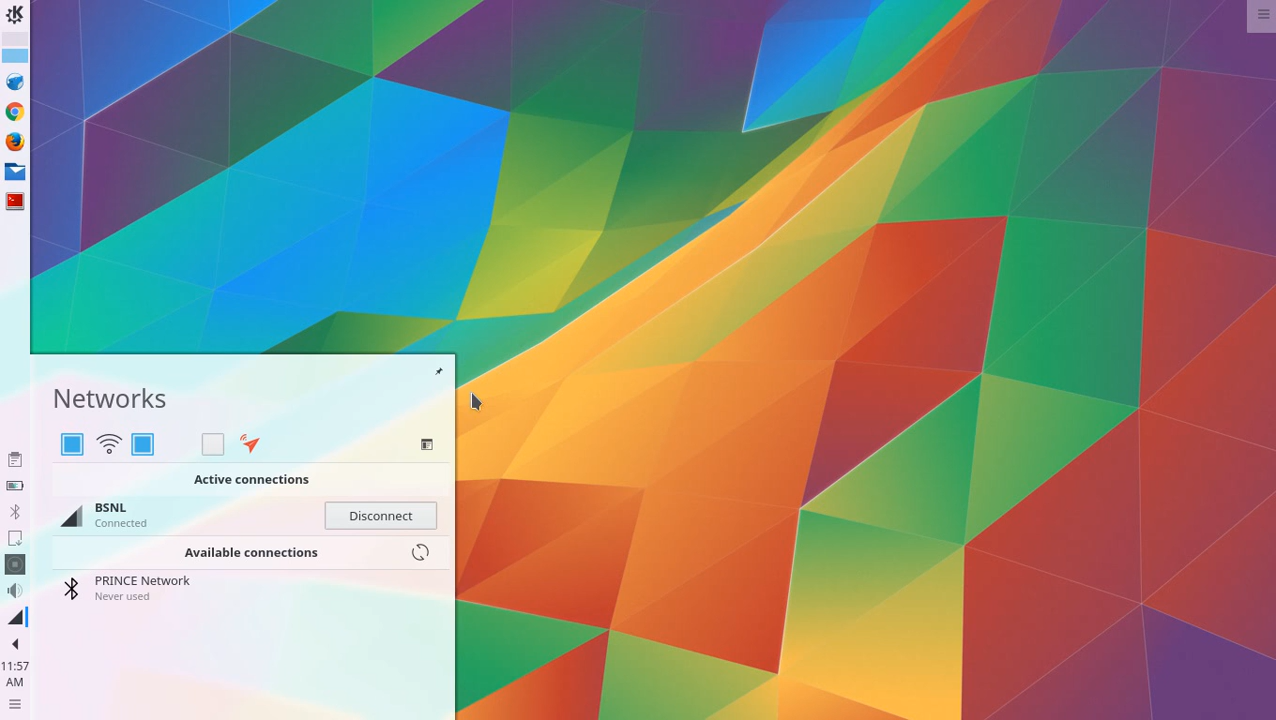 Networks
Active connections
BSNL
Connected
Disconnect
Available connections
PRINCE Network
Never used
11:57
AM